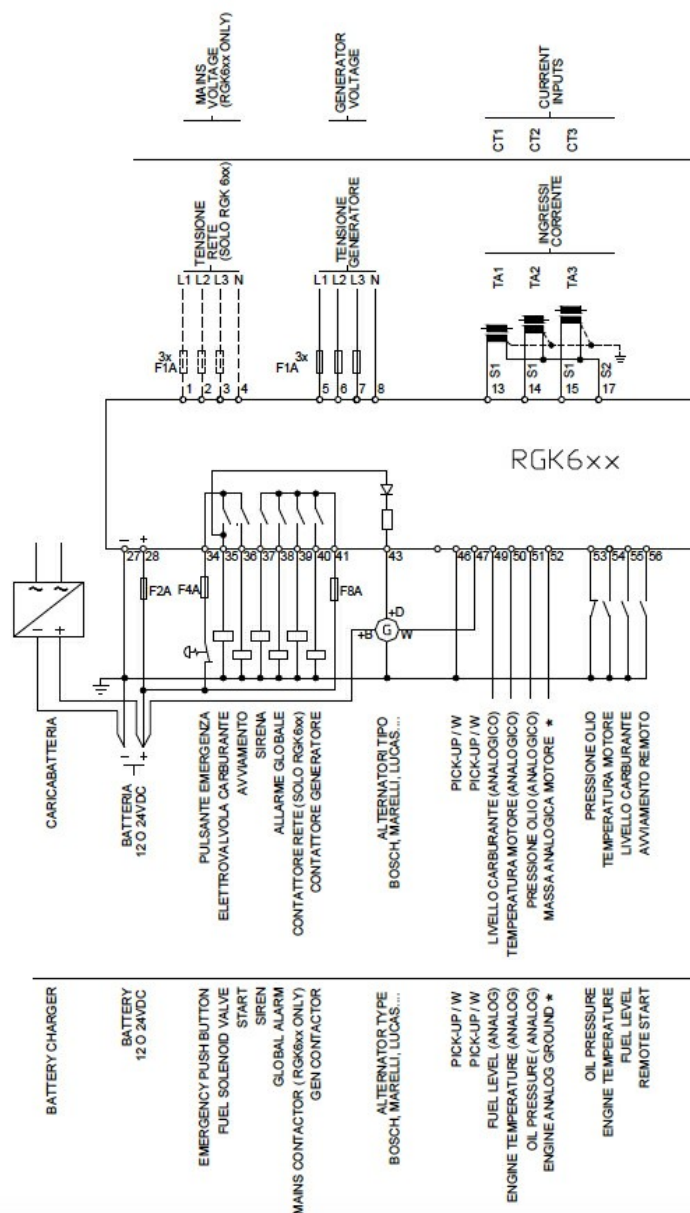 MAINS
VOLTAGE
(RGK6xx ONLY)
GENERATOR
VOLTAGE
CURRENT
INPUTS
CT1
CT2
CT3
TENSIONE
RETE
(SOLO RGK 6xx)
TENSIONE
GENERATORE
INGRESSI
CORRENTE
L1 L2 L3 N
L1 L2 L3 N
TA1
TA2
TA3
3x
F1A
3x
F1A
S1
S1
S1
S2
1 2 3 4
5 6 7 8
13 14 15 17
RGK6xx
- +
27 28
34 35 36 37 38 39 40 41
43
46 47 49 50 51 52
53 54 55 56
F2A
F4A
F8A
~ ~
- +
+D
+B G W
- +
CARICABATTERIA
BATTERIA
12 O 24VDC
PULSANTE EMERGENZA
ELETTROVALVOLA CARBURANTE
AVVIAMENTO
SIRENA
ALLARME GLOBALE
CONTATTORE RETE (SOLO RGK6xx)
CONTATTORE GENERATORE
ALTERNATORI TIPO
BOSCH, MARELLI, LUCAS....
PICK-UP / W
PICK-UP / W
LIVELLO CARBURANTE (ANALOGICO)
TEMPERATURA MOTORE (ANALOGICO)
PRESSIONE OLIO (ANALOGICO)
MASSA ANALOGICA MOTORE ★
PRESSIONE OLIO
TEMPERATURA MOTORE
LIVELLO CARBURANTE
AVVIAMENTO REMOTO
BATTERY CHARGER
BATTERY
12 O 24VDC
EMERGENCY PUSH BUTTON
FUEL SOLENOID VALVE
START
SIREN
GLOBAL ALARM
MAINS CONTACTOR ( RGK6xx ONLY)
GEN CONTACTOR
ALTERNATOR TYPE
BOSCH, MARELLI, LUCAS....
PICK-UP / W
PICK-UP / W
FUEL LEVEL (ANALOG)
ENGINE TEMPERATURE (ANALOG)
OIL PRESSURE ( ANALOG)
ENGINE ANALOG GROUND ★
OIL PRESSURE
ENGINE TEMPERATURE
FUEL LEVEL
REMOTE START